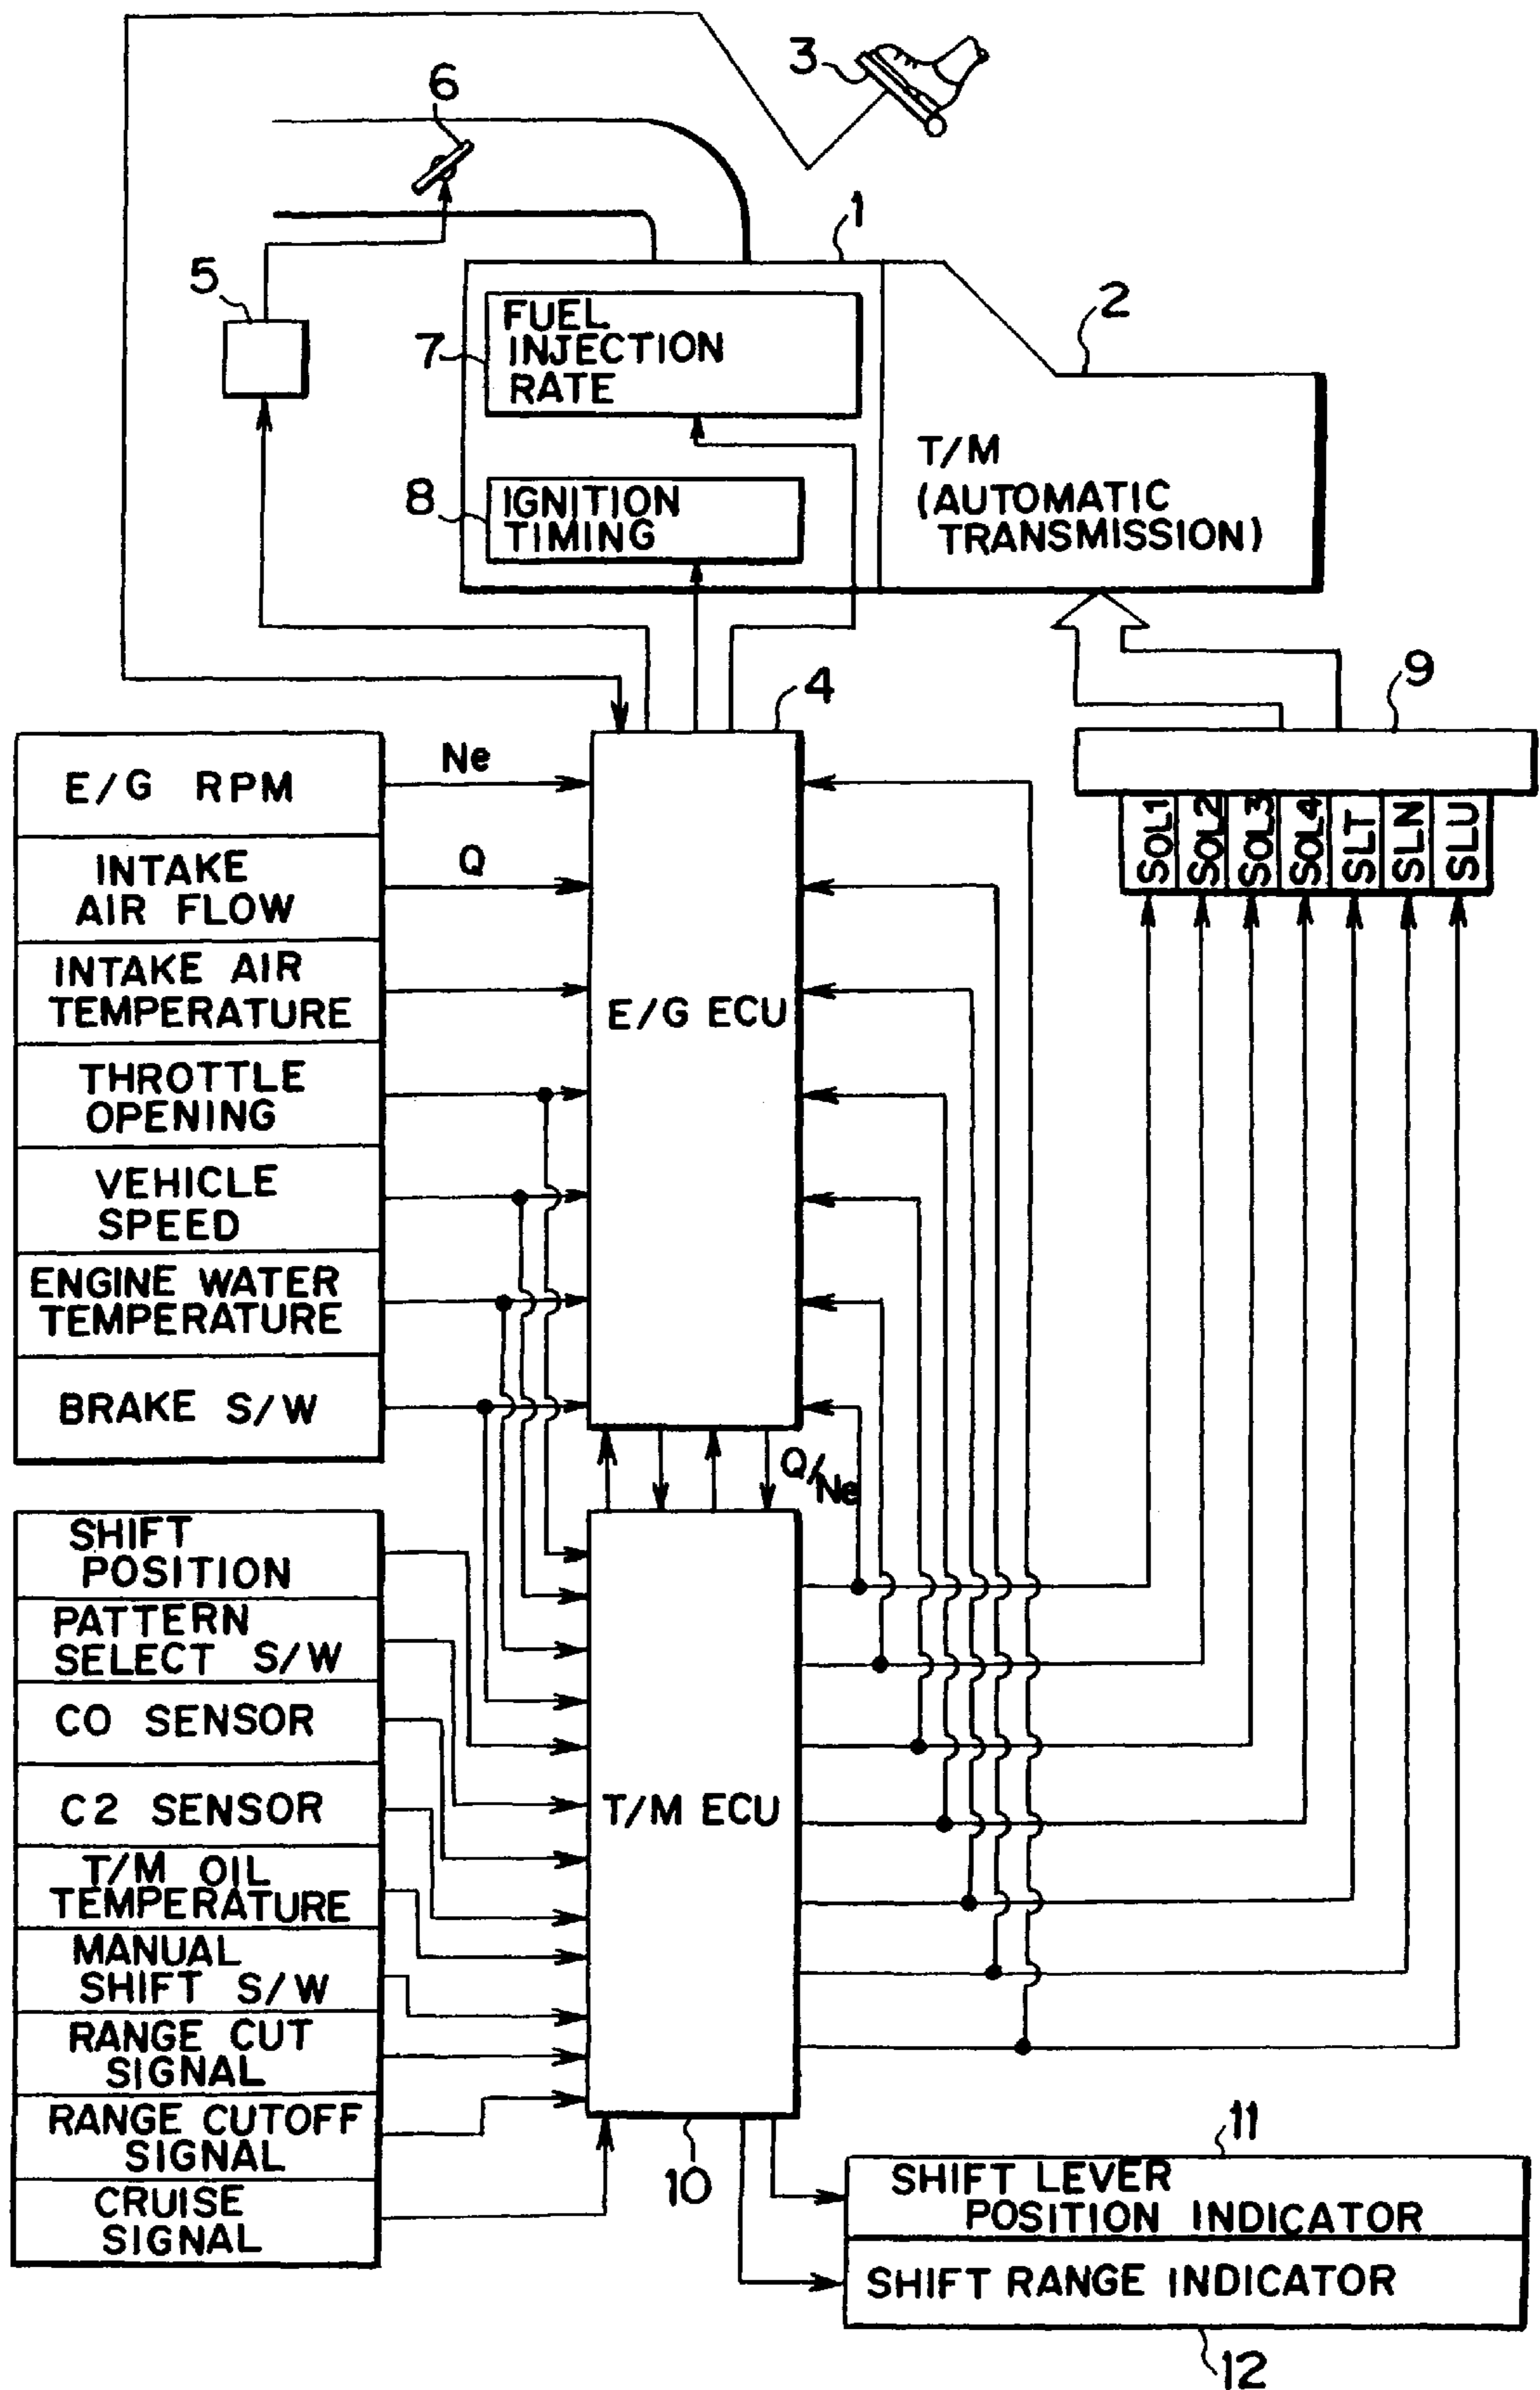 3
6
1
5
2
FUEL
INJECTION
RATE
7
T/M
(AUTOMATIC
TRANSMISSION)
8
IGNITION
TIMING
4
9
E/G RPM
Ne
INTAKE
AIR FLOW
Q
INTAKE AIR
TEMPERATURE
THROTTLE
OPENING
VEHICLE
SPEED
ENGINE WATER
TEMPERATURE
BRAKE S/W
E/G ECU
SOL1
SOL2
SOL3
SOL4
SLT
SLN
SLU
Q/Ne
SHIFT
POSITION
PATTERN
SELECT S/W
CO SENSOR
C2 SENSOR
T/M OIL
TEMPERATURE
MANUAL
SHIFT S/W
RANGE CUT
SIGNAL
RANGE CUTOFF
SIGNAL
CRUISE
SIGNAL
T/M ECU
10
11
SHIFT LEVER
POSITION INDICATOR
SHIFT RANGE INDICATOR
12